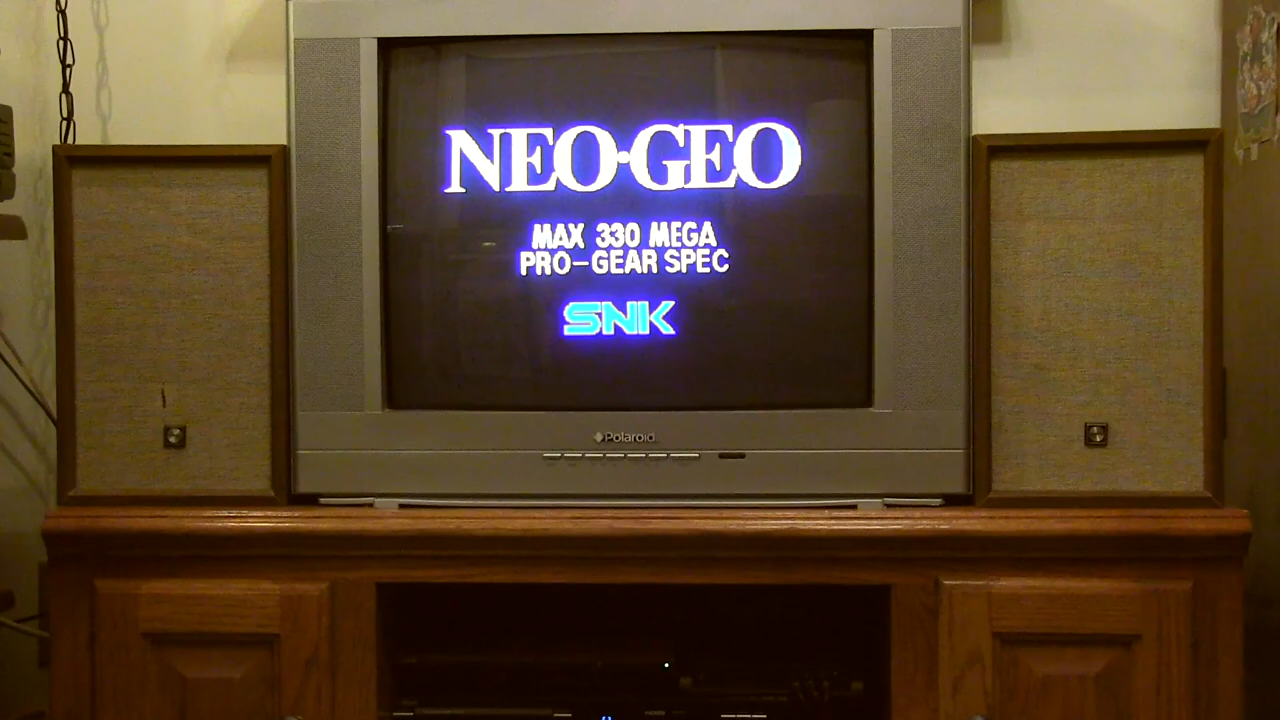 NEO·GEO
MAX 330 MEGA
PRO-GEAR SPEC
SNK
Polaroid